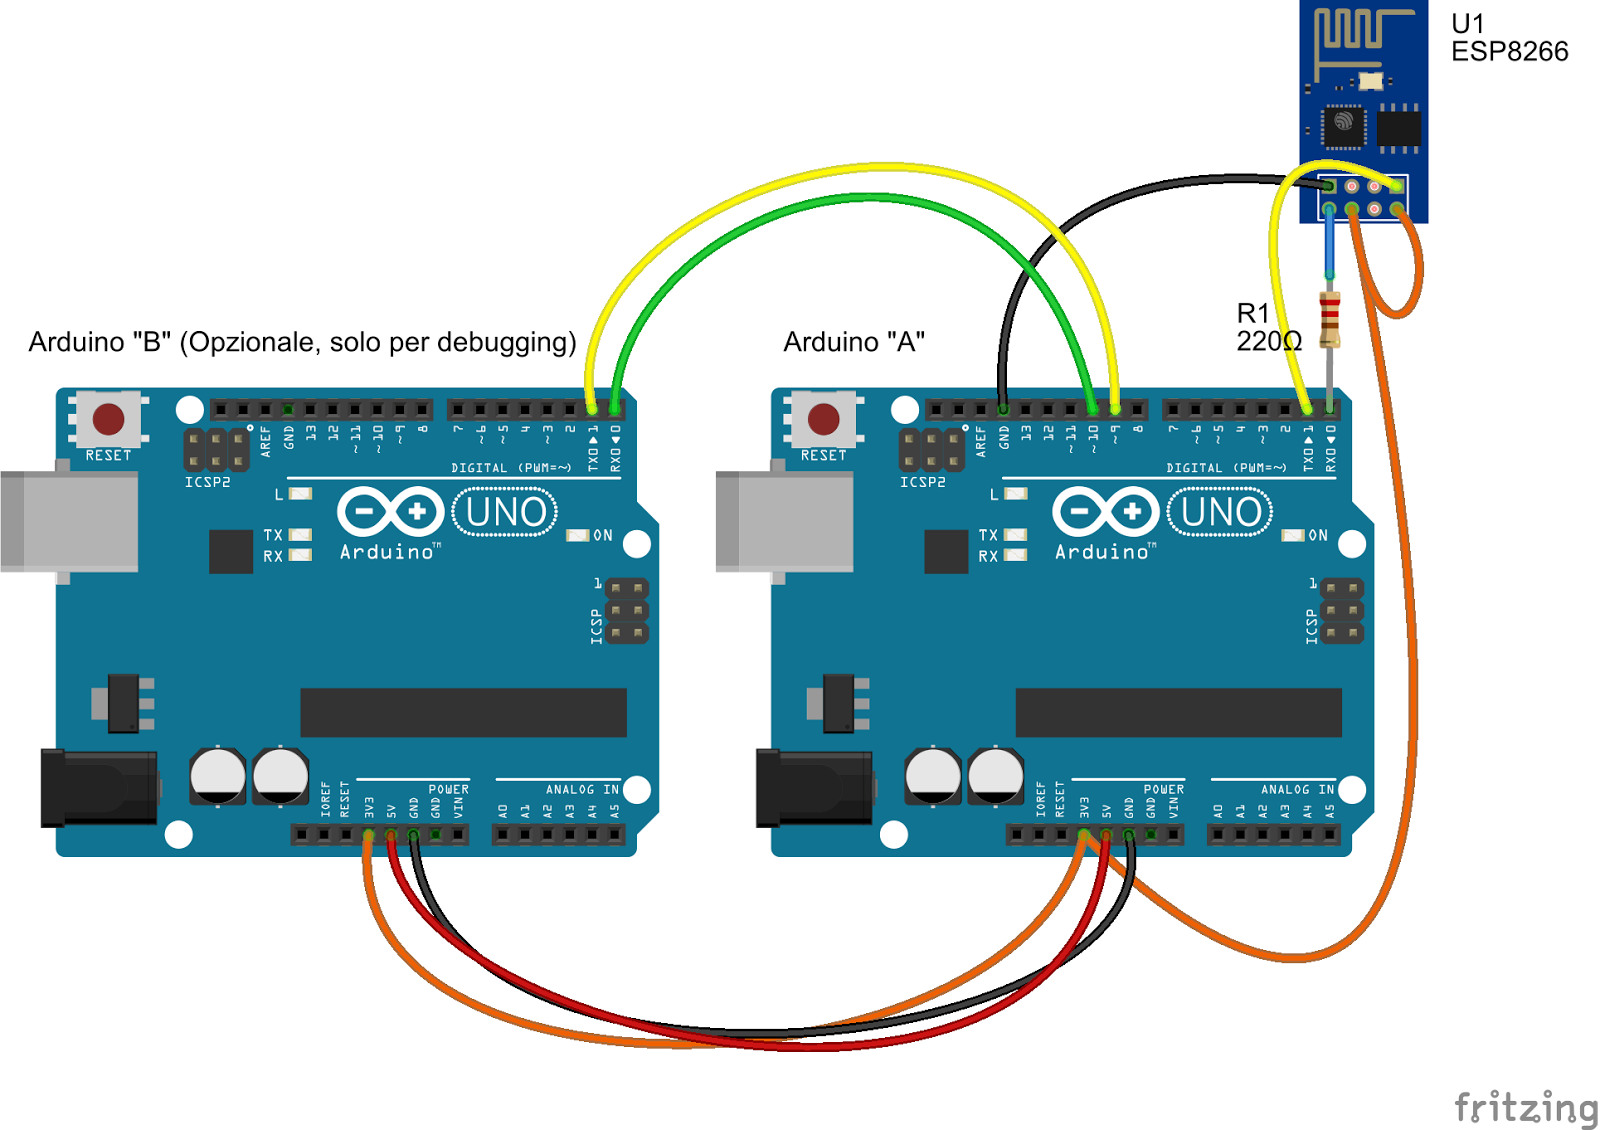 U1
ESP8266
R1
220Ω
Arduino "B" (Opzionale, solo per debugging)
Arduino "A"
RESET
ICSP2
AREF
GND
13
12
~11
~10
~9
8
7
~6
~5
4
~3
2
TX0▶1
RX0◀0
DIGITAL (PWM=~)
L
TX
RX
UNO
Arduino™
ON
1
ICSP
IOREF
RESET
3V3
5V
GND
GND
VIN
POWER
ANALOG IN
A0
A1
A2
A3
A4
A5
RESET
ICSP2
AREF
GND
13
12
~11
~10
~9
8
7
~6
~5
4
~3
2
TX0▶1
RX0◀0
DIGITAL (PWM=~)
L
TX
RX
UNO
Arduino™
ON
1
ICSP
IOREF
RESET
3V3
5V
GND
GND
VIN
POWER
ANALOG IN
A0
A1
A2
A3
A4
A5
fritzing